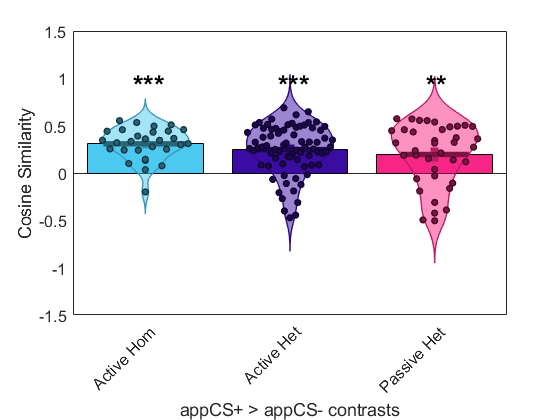 1.5
1
0.5
0
-0.5
-1
-1.5
Cosine Similarity
*** *** **
Active Hom
Active Het
Passive Het
appCS+ > appCS- contrasts